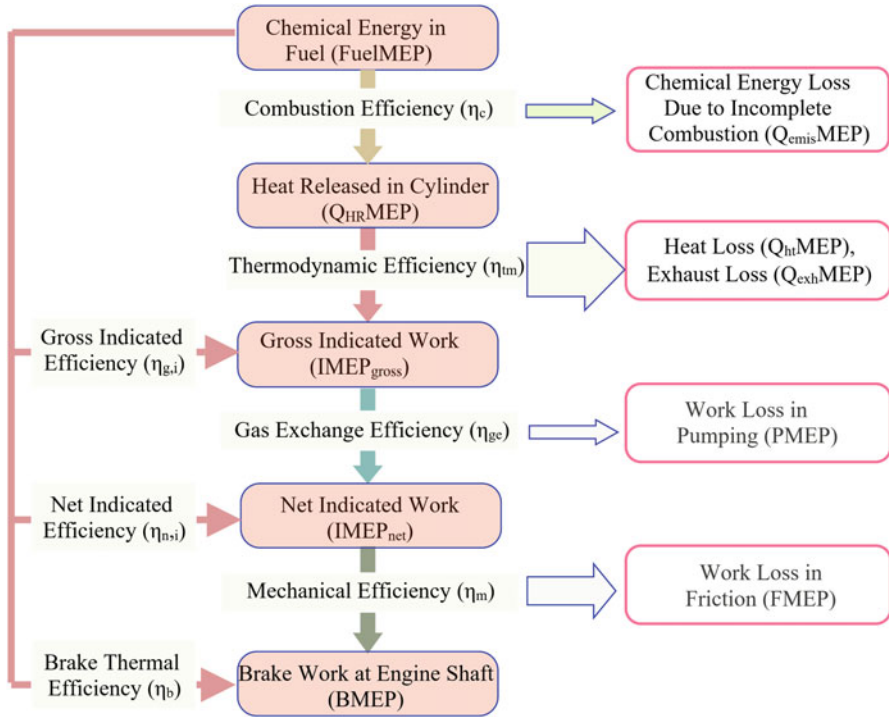 Chemical Energy in
Fuel (FuelMEP)
Combustion Efficiency (ηc)
Chemical Energy Loss
Due to Incomplete
Combustion (QemisMEP)
Heat Released in Cylinder
(QHRMEP)
Thermodynamic Efficiency (ηtm)
Heat Loss (QhtMEP),
Exhaust Loss (QexhMEP)
Gross Indicated
Efficiency (ηg,i)
Gross Indicated Work
(IMEPgross)
Gas Exchange Efficiency (ηge)
Work Loss in
Pumping (PMEP)
Net Indicated
Efficiency (ηn,i)
Net Indicated Work
(IMEPnet)
Mechanical Efficiency (ηm)
Work Loss in
Friction (FMEP)
Brake Thermal
Efficiency (ηb)
Brake Work at Engine Shaft
(BMEP)